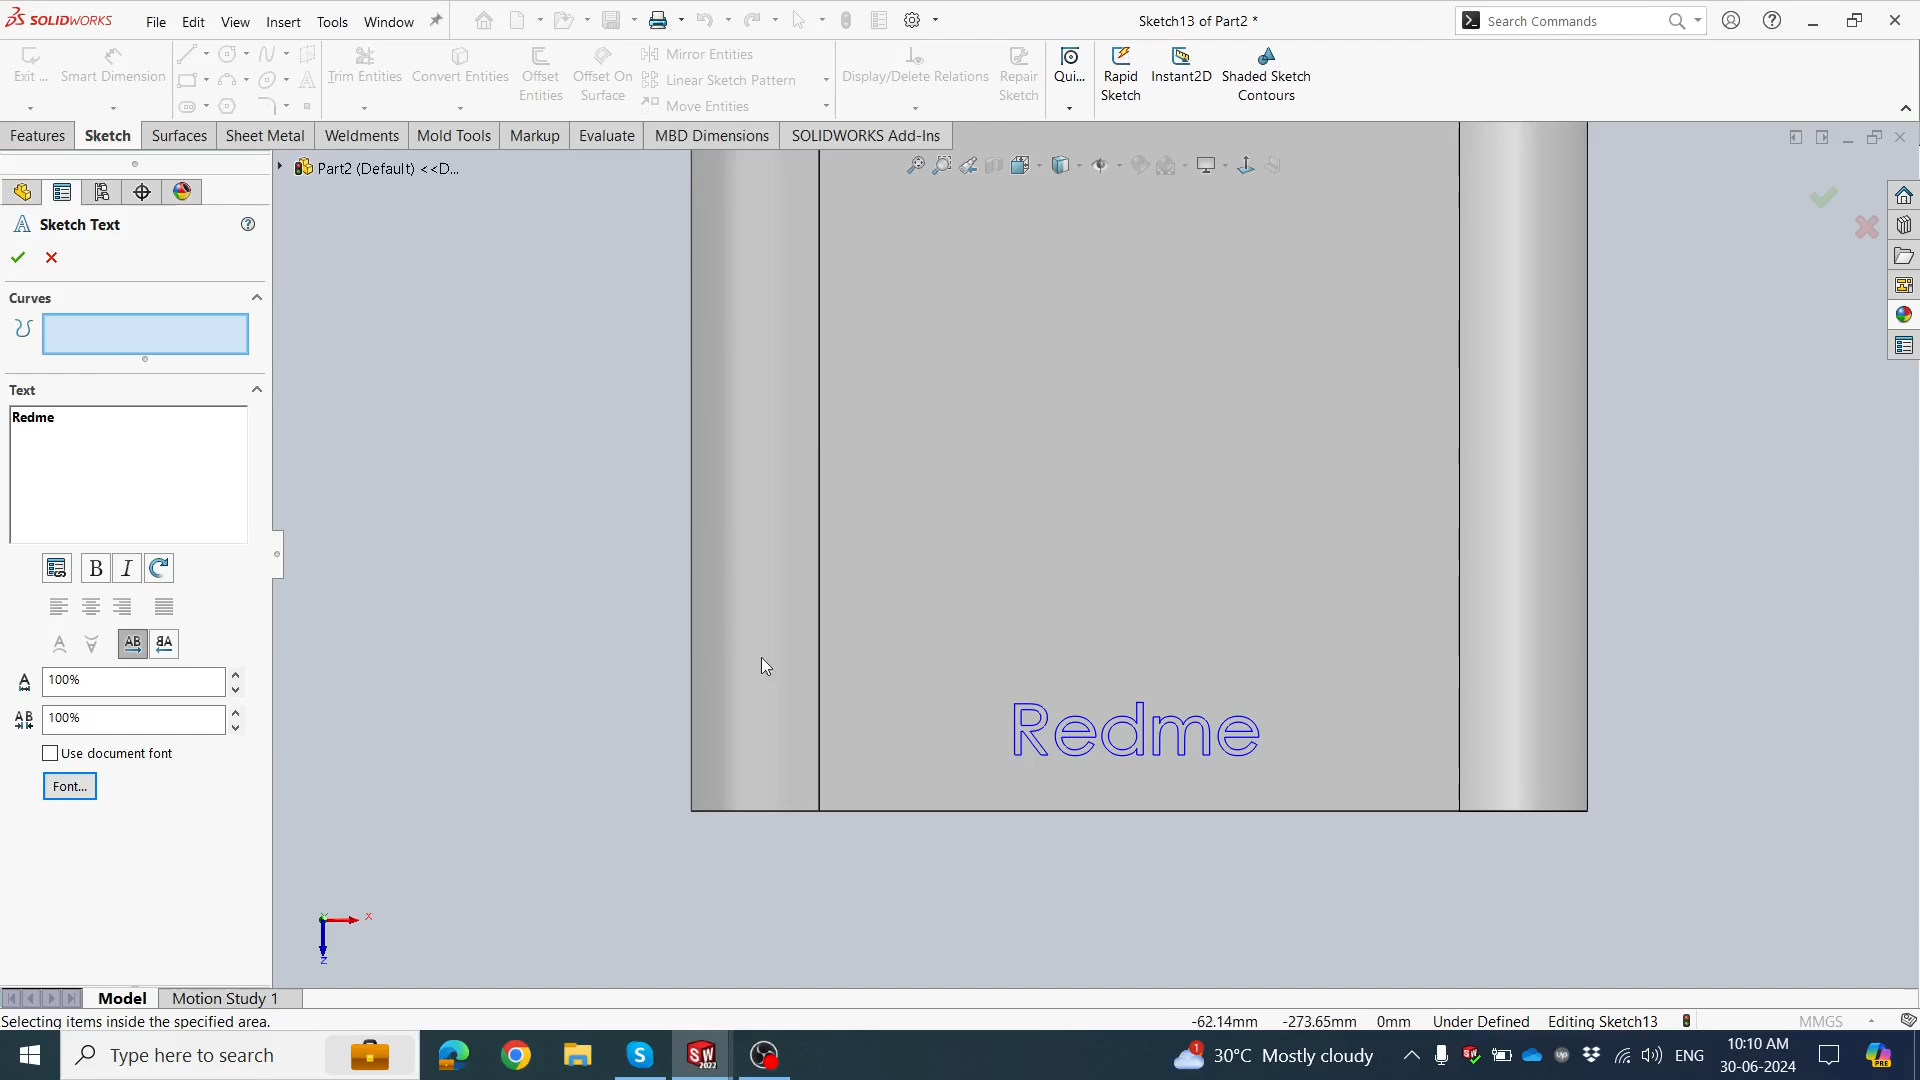 SOLIDWORKS File Edit View Insert Tools Window Sketch13 of Part2 * Search Commands
Exit ... Smart Dimension Trim Entities Convert Entities Offset Entities Offset On Surface Mirror Entities Linear Sketch Pattern Move Entities Display/Delete Relations Repair Sketch Qui... Rapid Sketch Instant2D Shaded Sketch Contours
Features Sketch Surfaces Sheet Metal Weldments Mold Tools Markup Evaluate MBD Dimensions SOLIDWORKS Add-Ins
Part2 (Default) <<D...
Sketch Text
Curves
Text
Redme
B I
AB
100%
AB
100%
Use document font
Font...
Redme
X
Y
Z
Model Motion Study 1
Selecting items inside the specified area. -62.14mm -273.65mm 0mm Under Defined Editing Sketch13 MMGS
Type here to search 30°C Mostly cloudy ENG 10:10 AM
30-06-2024